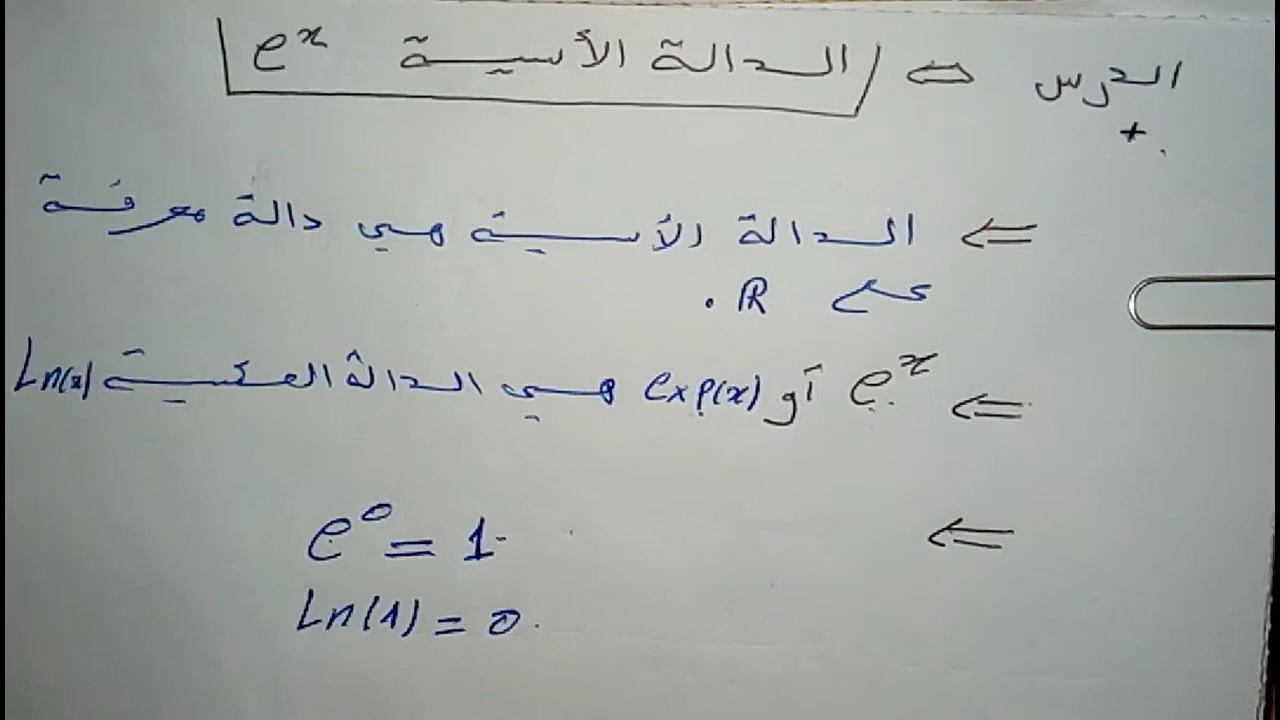 الدرس ⇔ الدالة الأسية e^x
+
⇐ الدالة الأسية هي دالة معرفة
على ℝ .
⇐ e^x أو exp(x) هي الدالة العكسية Ln(x)
⇐ e^0 = 1
Ln(1) = 0.